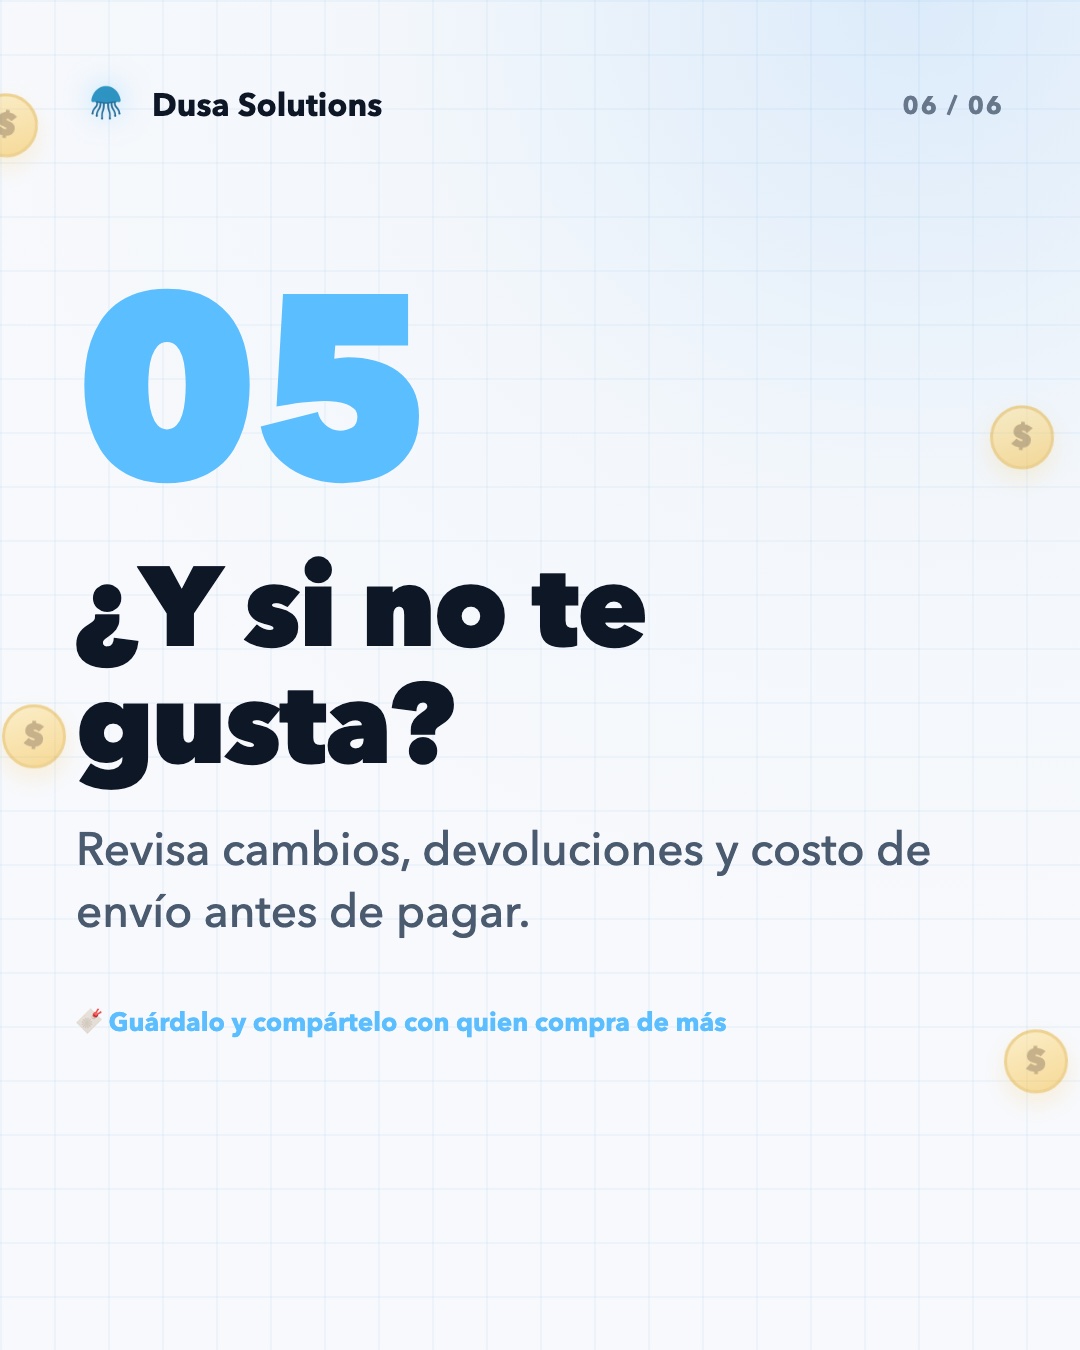 Dusa Solutions
06 / 06
$
05
$
¿Y si no te
gusta?
$
Revisa cambios, devoluciones y costo de
envío antes de pagar.
Guárdalo y compártelo con quien compra de más
$